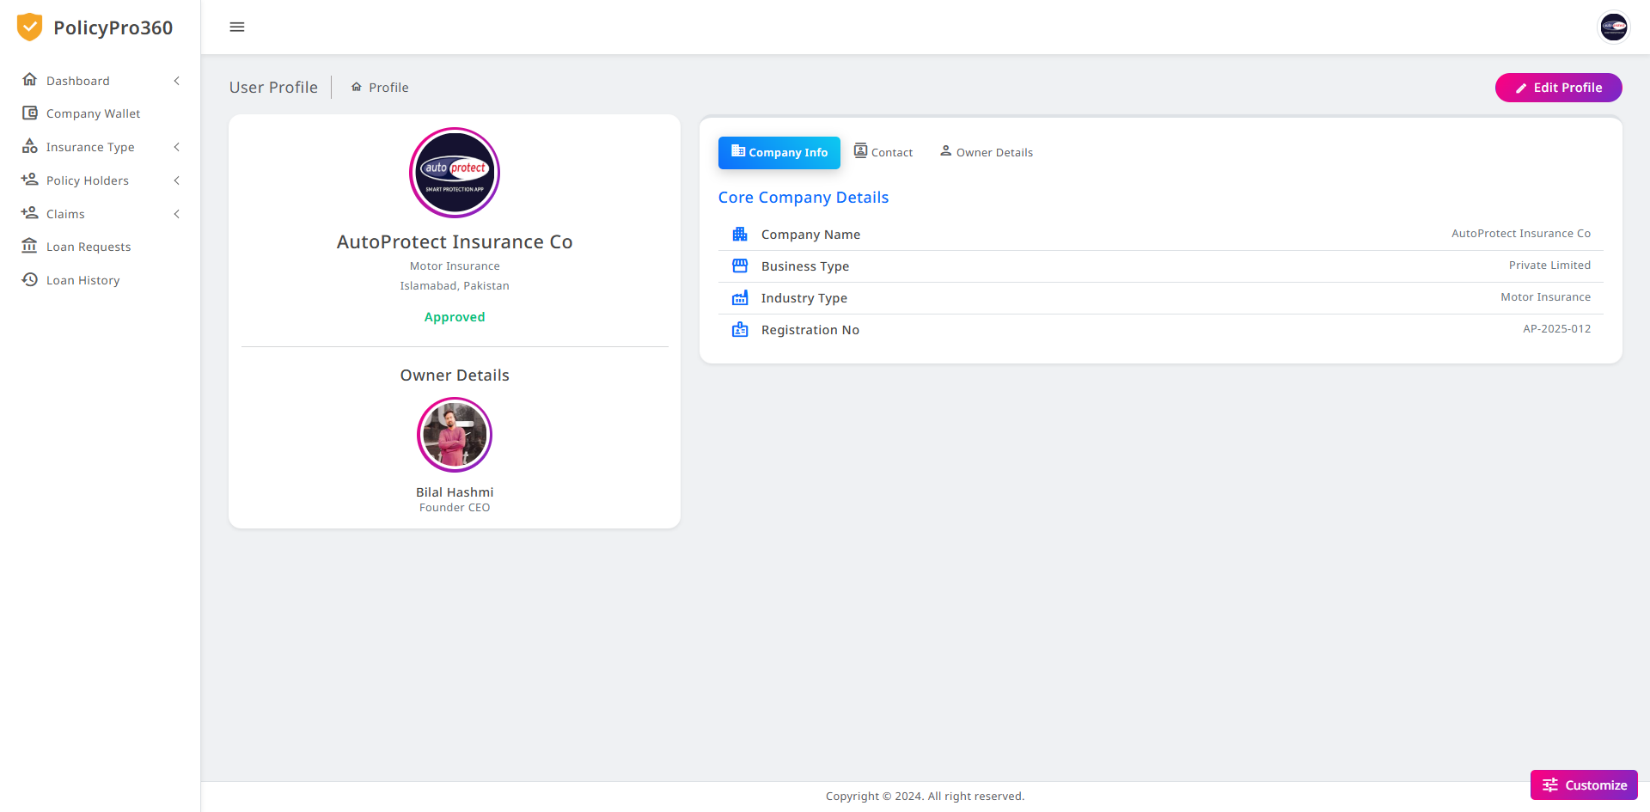 PolicyPro360
Dashboard
Company Wallet
Insurance Type
Policy Holders
Claims
Loan Requests
Loan History
User Profile
Profile
Edit Profile
auto protect
SMART PROTECTION APP
AutoProtect Insurance Co
Motor Insurance
Islamabad, Pakistan
Approved
Owner Details
Bilal Hashmi
Founder CEO
Company Info
Contact
Owner Details
Core Company Details
Company Name AutoProtect Insurance Co
Business Type Private Limited
Industry Type Motor Insurance
Registration No AP-2025-012
Customize
Copyright © 2024. All right reserved.